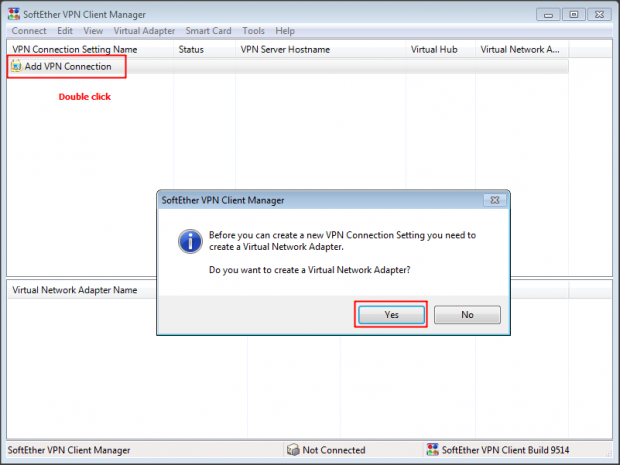 SoftEther VPN Client Manager
Connect Edit View Virtual Adapter Smart Card Tools Help
VPN Connection Setting Name Status VPN Server Hostname Virtual Hub Virtual Network A...
Add VPN Connection
Double click
SoftEther VPN Client Manager
Before you can create a new VPN Connection Setting you need to
create a Virtual Network Adapter.
Do you want to create a Virtual Network Adapter?
Yes No
Virtual Network Adapter Name
SoftEther VPN Client Manager Not Connected SoftEther VPN Client Build 9514